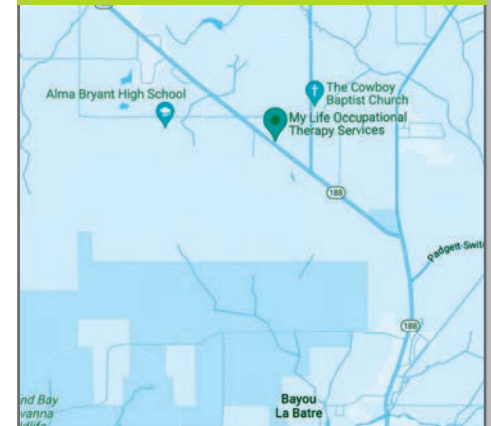 Alma Bryant High School
The Cowboy
Baptist Church
My Life Occupational
Therapy Services
188
Padgett Swit
188
Bayou
La Batre
nd Bay
vanna